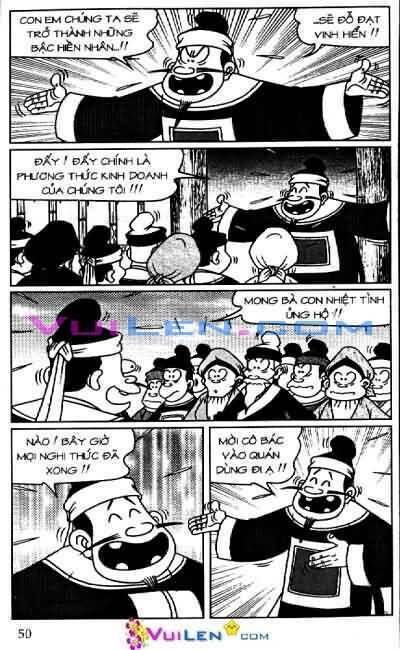 CON EM CHÚNG TA SẼ
TRỞ THÀNH NHỮNG
BẬC HIỀN NHÂN...!!
...SẼ ĐỖ ĐẠT
VINH HIỂN !!
ĐẤY ! ĐẤY CHÍNH LÀ
PHƯƠNG THỨC KINH DOANH
CỦA CHÚNG TÔI !!!
MONG BÀ CON NHIỆT TÌNH
ỦNG HỘ !!
VUILEN.COM
NÀO ! BÂY GIỜ
MỌI NGHI THỨC ĐÃ
XONG !!
MỜI CÔ BÁC
VÀO QUÁN
DÙNG ĐI Ạ !!
50
VUILEN.COM